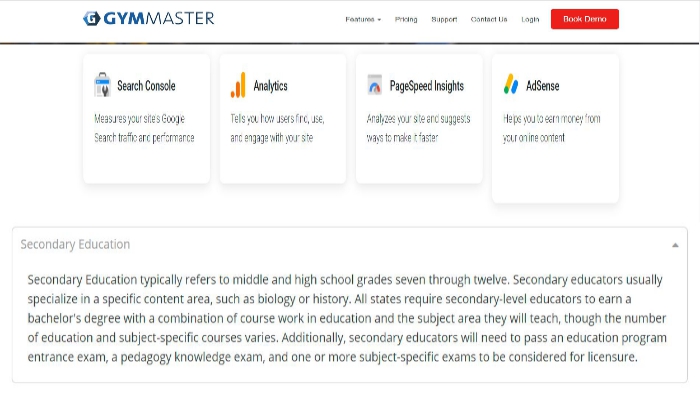 GYMMASTER
Features Pricing Support Contact Us Login Book Demo
Search Console
Measures your site's Google
Search traffic and performance
Analytics
Tells you how users find, use,
and engage with your site
PageSpeed Insights
Analyzes your site and suggests
ways to make it faster
AdSense
Helps you to earn money from
your online content
Secondary Education
Secondary Education typically refers to middle and high school grades seven through twelve. Secondary educators usually
specialize in a specific content area, such as biology or history. All states require secondary-level educators to earn a
bachelor's degree with a combination of course work in education and the subject area they will teach, though the number
of education and subject-specific courses varies. Additionally, secondary educators will need to pass an education program
entrance exam, a pedagogy knowledge exam, and one or more subject-specific exams to be considered for licensure.